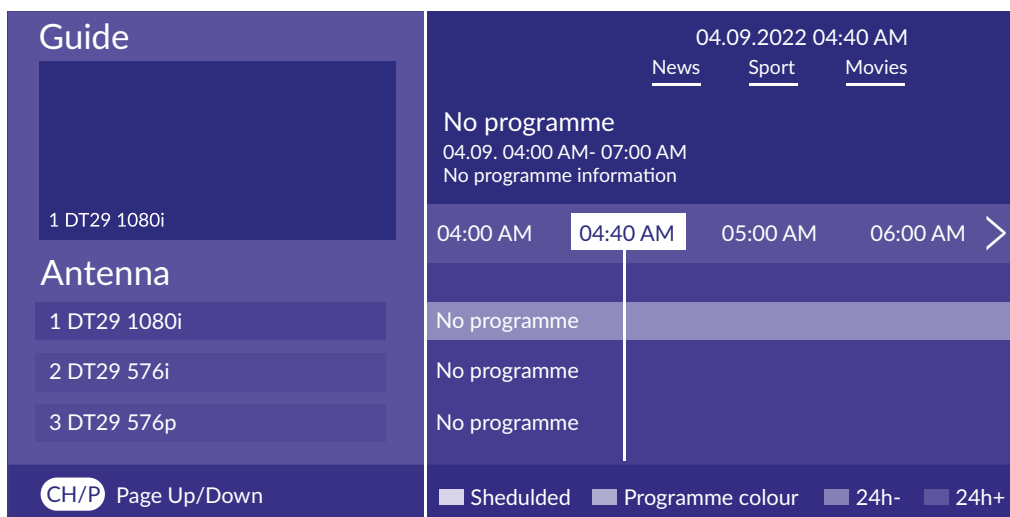 Guide
1 DT29 1080i
Antenna
1 DT29 1080i
2 DT29 576i
3 DT29 576p
CH/P Page Up/Down
04.09.2022 04:40 AM
News Sport Movies
No programme
04.09. 04:00 AM- 07:00 AM
No programme information
04:00 AM 04:40 AM 05:00 AM 06:00 AM
No programme
No programme
No programme
Shedulded Programme colour 24h- 24h+